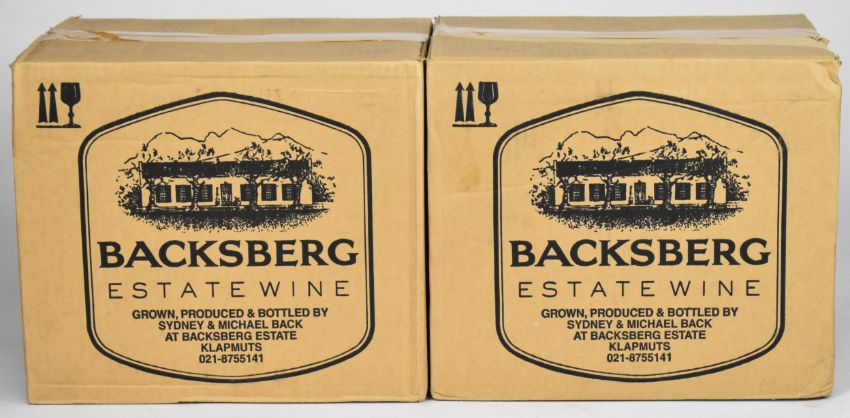 BACKSBERG
ESTATE WINE
GROWN, PRODUCED & BOTTLED BY
SYDNEY & MICHAEL BACK
AT BACKSBERG ESTATE
KLAPMUTS
021-8755141
BACKSBERG
ESTATE WINE
GROWN, PRODUCED & BOTTLED BY
SYDNEY & MICHAEL BACK
AT BACKSBERG ESTATE
KLAPMUTS
021-8755141